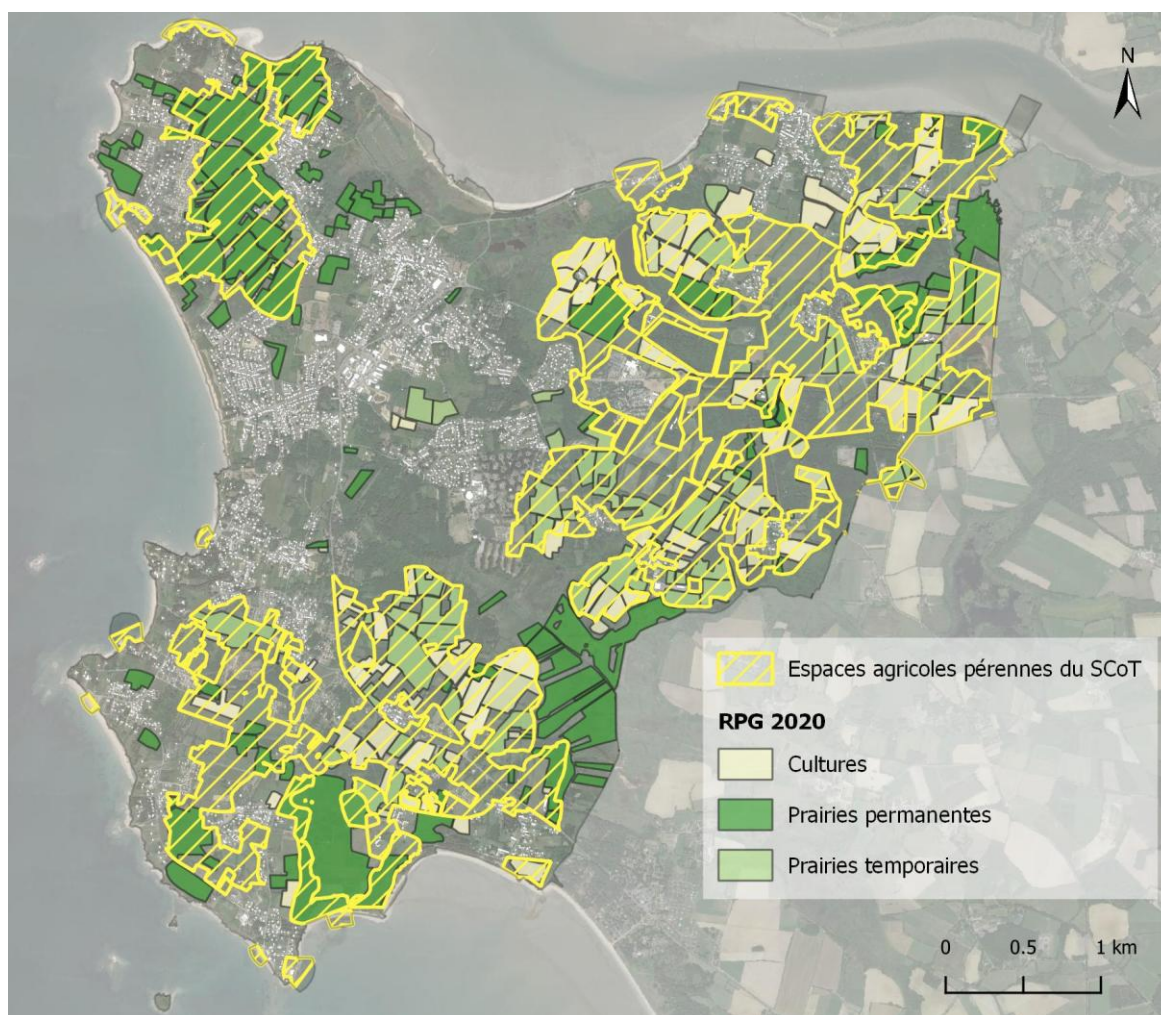 N
Espaces agricoles pérennes du SCoT
RPG 2020
Cultures
Prairies permanentes
Prairies temporaires
0 0.5 1 km